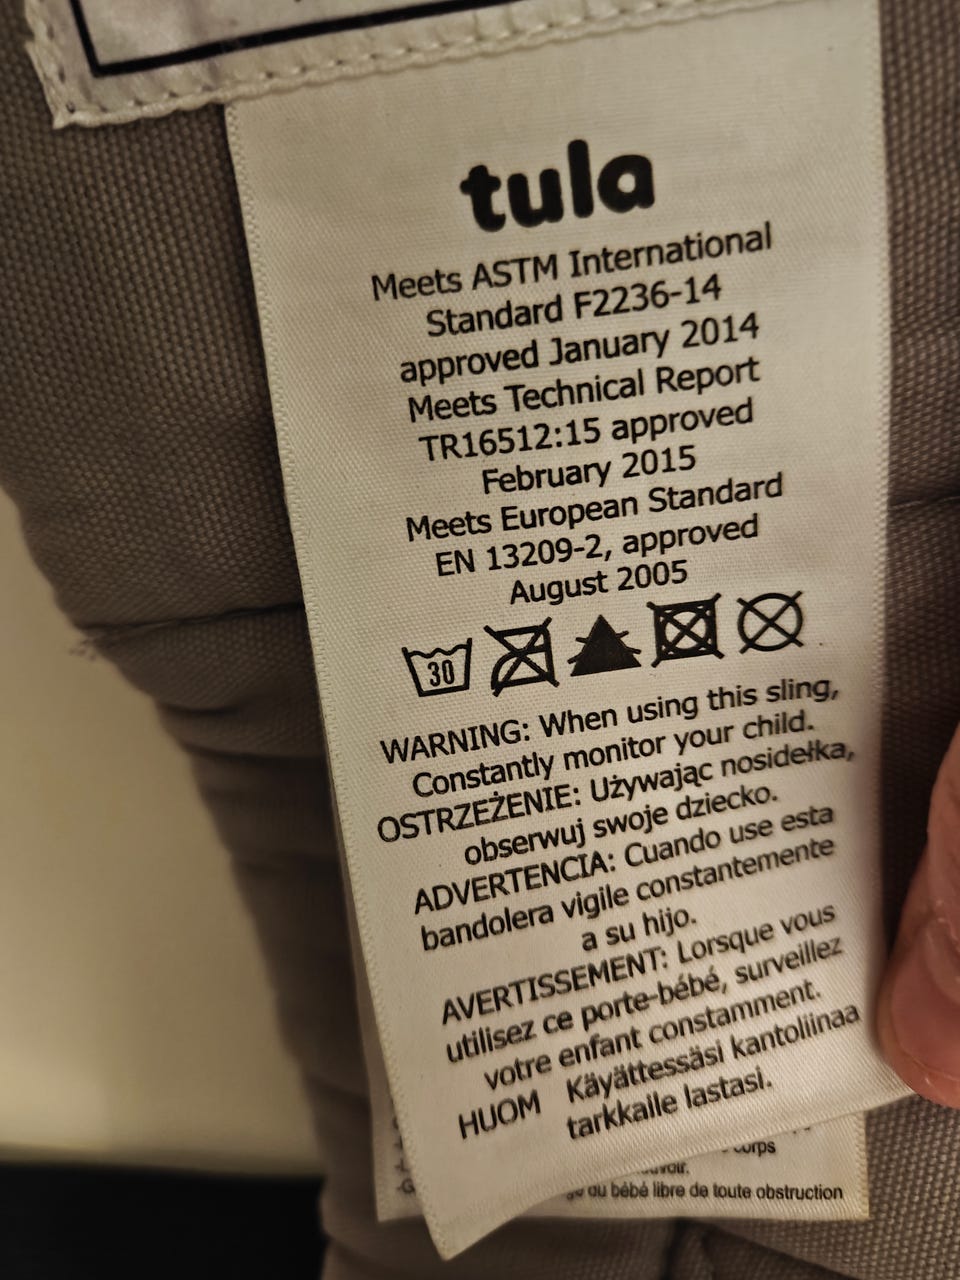 tula
Meets ASTM International
Standard F2236-14
approved January 2014
Meets Technical Report
TR16512:15 approved
February 2015
Meets European Standard
EN 13209-2, approved
August 2005
30
WARNING: When using this sling,
Constantly monitor your child.
OSTRZEŻENIE: Używając nosidełka,
obserwuj swoje dziecko.
ADVERTENCIA: Cuando use esta
bandolera vigile constantemente
a su hijo.
AVERTISSEMENT: Lorsque vous
utilisez ce porte-bébé, surveillez
votre enfant constamment.
HUOM Käyättessäsi kantoliinaa
tarkkaile lastasi.
corps
du bébé libre de toute obstruction